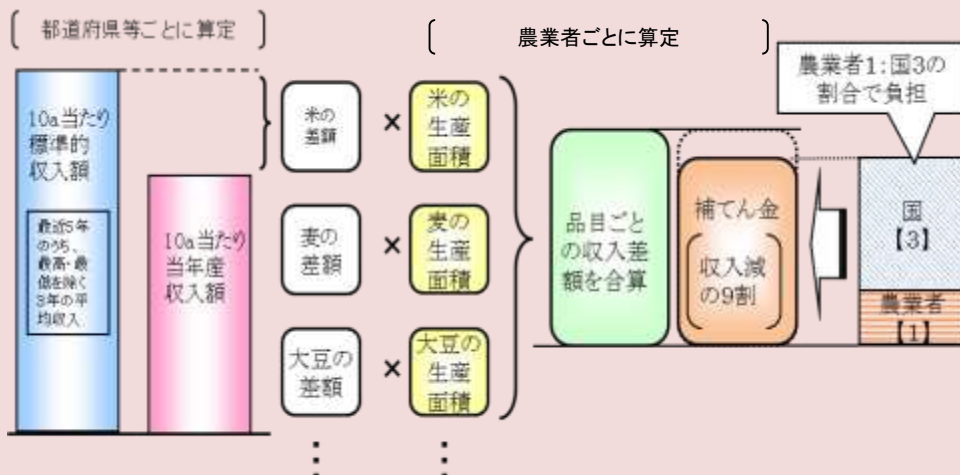 都道府県等ごとに算定
農業者ごとに算定
農業者1:国3の
割合で負担
10a当たり
標準的
収入額
最近5年
のうち、
最高・最
低を除く
3年の平
均収入
10a当たり
当年産
収入額
米の
差額
×
米の
生産
面積
麦の
差額
×
麦の
生産
面積
大豆の
差額
×
大豆の
生産
面積
品目ごと
の収入差
額を合算
補てん金
収入減
の9割
国
【3】
農業者
【1】